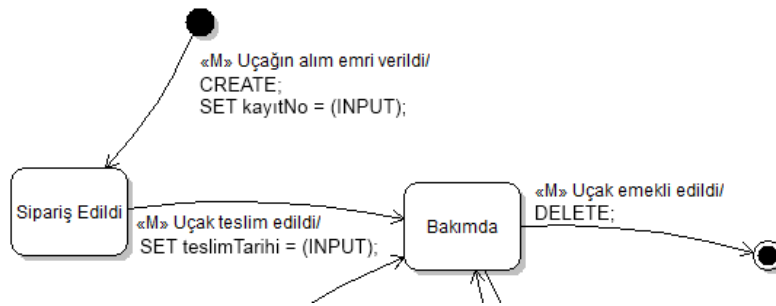 «M» Uçağın alım emri verildi/
CREATE;
SET kayıtNo = (INPUT);
Sipariş Edildi
«M» Uçak teslim edildi/
SET teslimTarihi = (INPUT);
Bakımda
«M» Uçak emekli edildi/
DELETE;